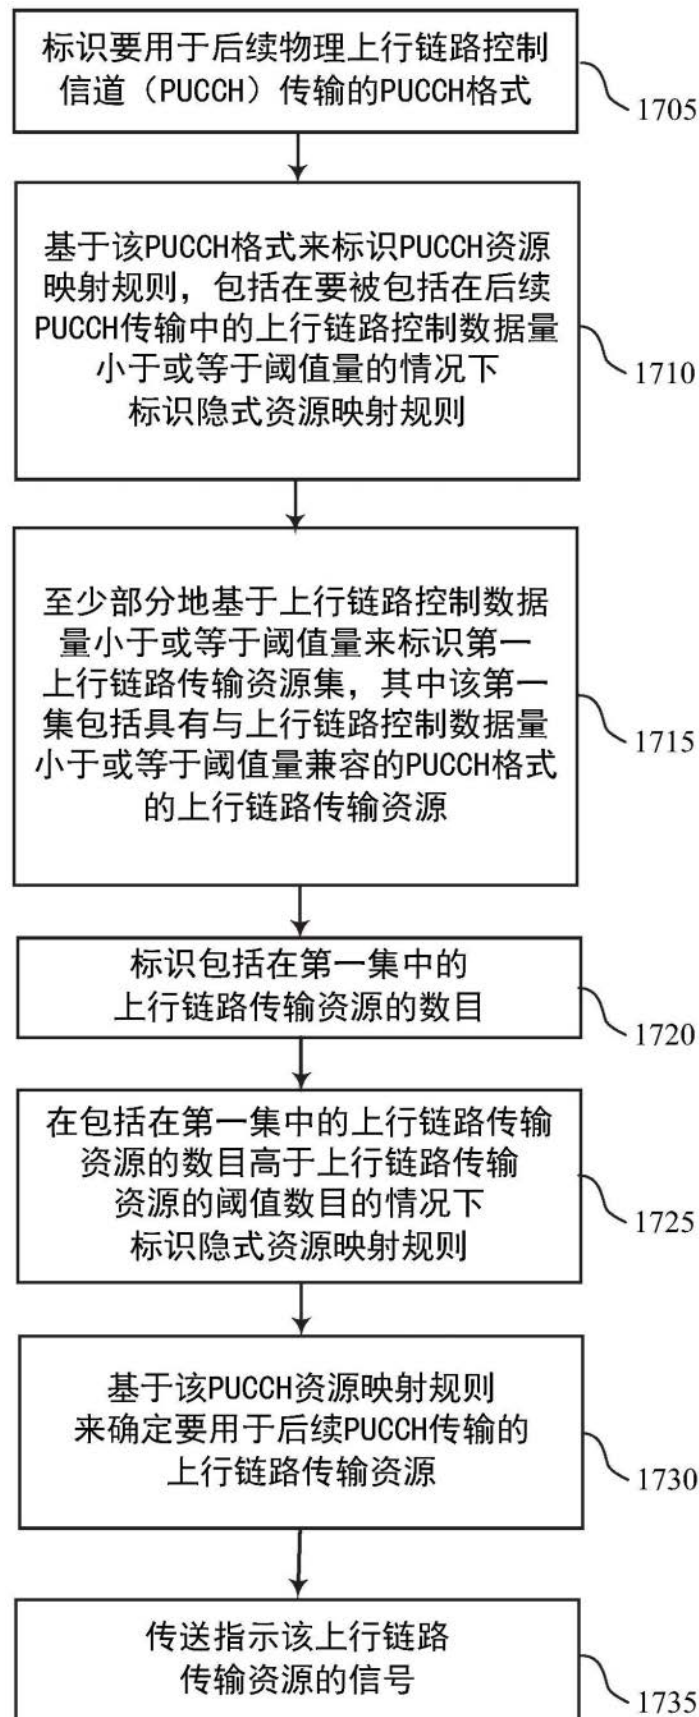 标识要用于后续物理上行链路控制
信道（PUCCH）传输的PUCCH格式
1705
基于该PUCCH格式来标识PUCCH资源
映射规则，包括在要被包括在后续
PUCCH传输中的上行链路控制数据量
小于或等于阈值量的情况下
标识隐式资源映射规则
1710
至少部分地基于上行链路控制数据
量小于或等于阈值量来标识第一
上行链路传输资源集，其中该第一
集包括具有与上行链路控制数据量
小于或等于阈值量兼容的PUCCH格式
的上行链路传输资源
1715
标识包括在第一集中的
上行链路传输资源的数目
1720
在包括在第一集中的上行链路传输
资源的数目高于上行链路传输
资源的阈值数目的情况下
标识隐式资源映射规则
1725
基于该PUCCH资源映射规则
来确定要用于后续PUCCH传输的
上行链路传输资源
1730
传送指示该上行链路
传输资源的信号
1735